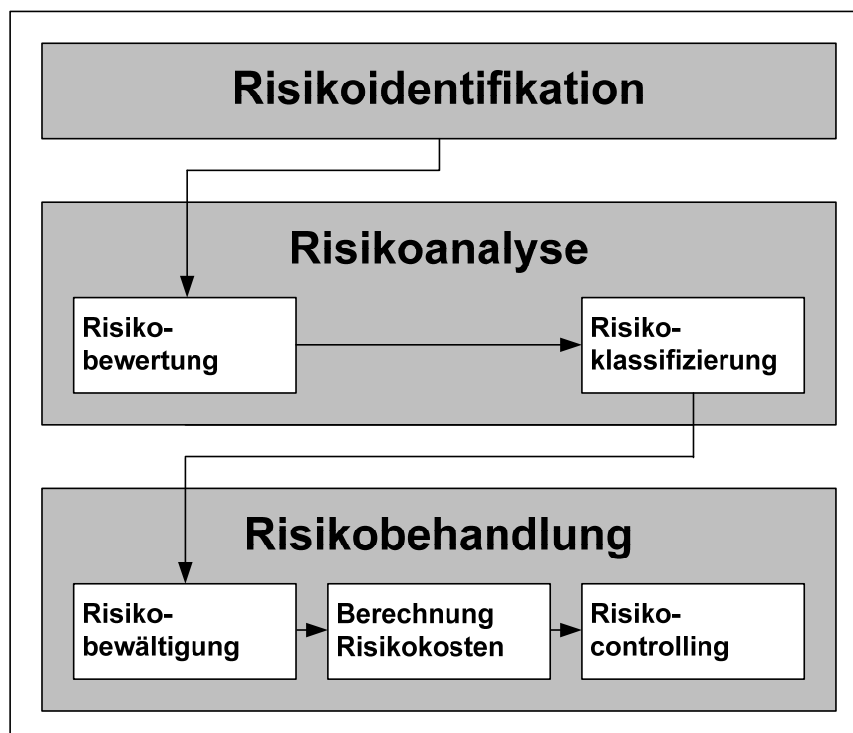 Risikoidentifikation
Risikoanalyse
Risiko-
bewertung
Risiko-
klassifizierung
Risikobehandlung
Risiko-
bewältigung
Berechnung
Risikokosten
Risiko-
controlling